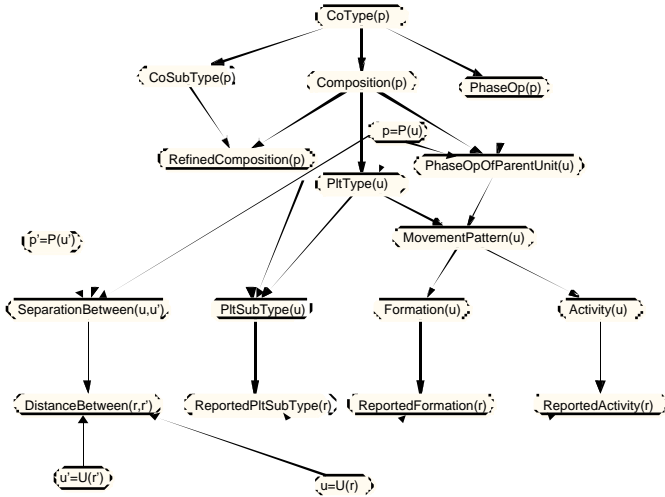 CoType(p)
CoSubType(p)
Composition(p)
PhaseOp(p)
p=P(u)
RefinedComposition(p)
PhaseOpOfParentUnit(u)
PltType(u)
p'=P(u')
MovementPattern(u)
SeparationBetween(u,u')
PltSubType(u)
Formation(u)
Activity(u)
DistanceBetween(r,r')
ReportedPltSubType(r)
ReportedFormation(r)
ReportedActivity(r)
u'=U(r')
u=U(r)